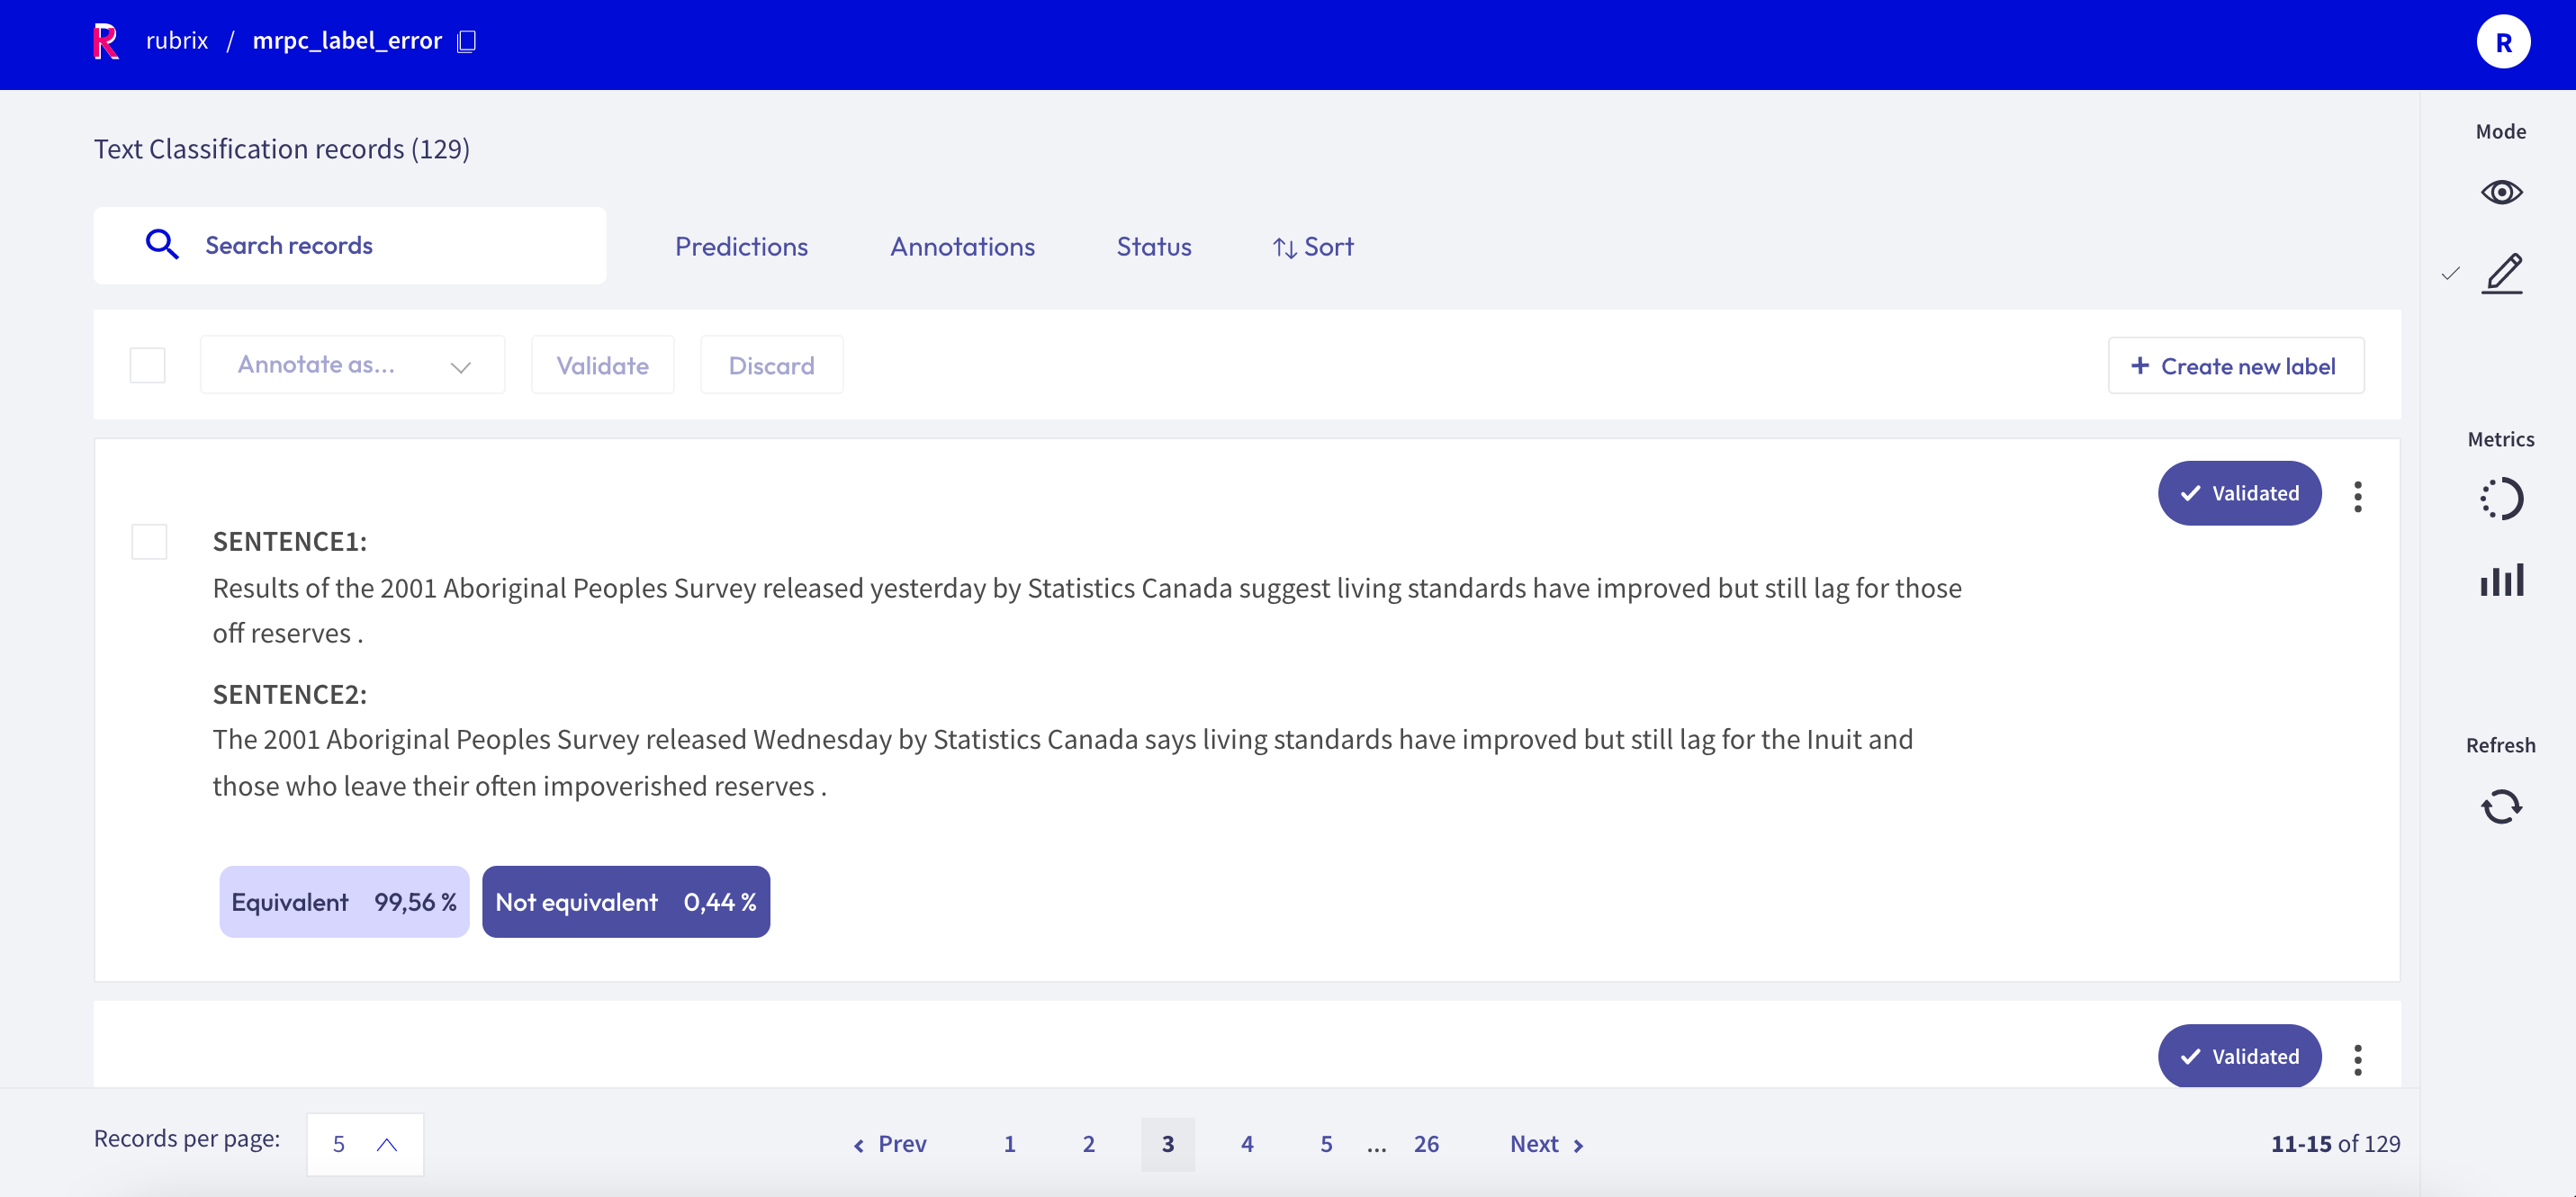 R rubrix / mrpc_label_error R
Text Classification records (129)
Search records Predictions Annotations Status Sort
Annotate as... Validate Discard + Create new label
Validated
SENTENCE1:
Results of the 2001 Aboriginal Peoples Survey released yesterday by Statistics Canada suggest living standards have improved but still lag for those
off reserves .
SENTENCE2:
The 2001 Aboriginal Peoples Survey released Wednesday by Statistics Canada says living standards have improved but still lag for the Inuit and
those who leave their often impoverished reserves .
Equivalent 99,56 % Not equivalent 0,44 %
Validated
Records per page: 5 Prev 1 2 3 4 5 ... 26 Next 11-15 of 129
Mode
Metrics
Refresh